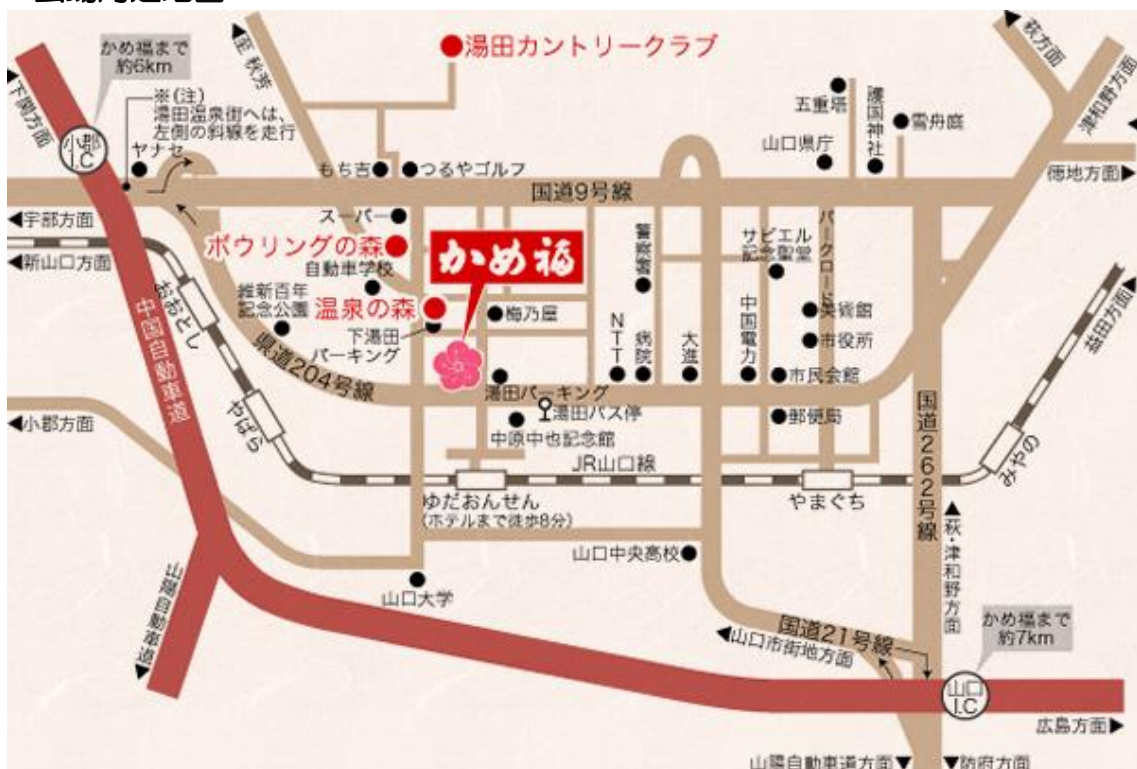 かめ福まで
約6km
至 秋芳
湯田カントリークラブ
萩方面
下関方面
※(注)
湯田温泉街へは、
左側の斜線を走行
小郡
I.C
ヤナセ
五重塔
護国神社
雪舟庭
津和野方面
山口県庁
もち吉
つるやゴルフ
徳地方面
国道9号線
宇部方面
スーパー
パークロード
新山口方面
ボウリングの森
かめ福
サビエル
記念聖堂
自動車学校
おおとし
維新百年
記念公園
温泉の森
益田方面
梅乃屋
美術館
中国自動車道
下湯田
パーキング
NTT
病院
大進
中国電力
市役所
県道204号線
市民会館
湯田パーキング
湯田バス停
郵便局
国道262号線
小郡方面
やばら
中原中也記念館
JR山口線
みやの
ゆだおんせん
(ホテルまで徒歩8分)
やまぐち
山口中央高校
萩・津和野方面
山陽自動車道
山口大学
国道21号線
山口市街地方面
かめ福まで
約7km
山口
I.C
広島方面
山陽自動車道方面
防府方面